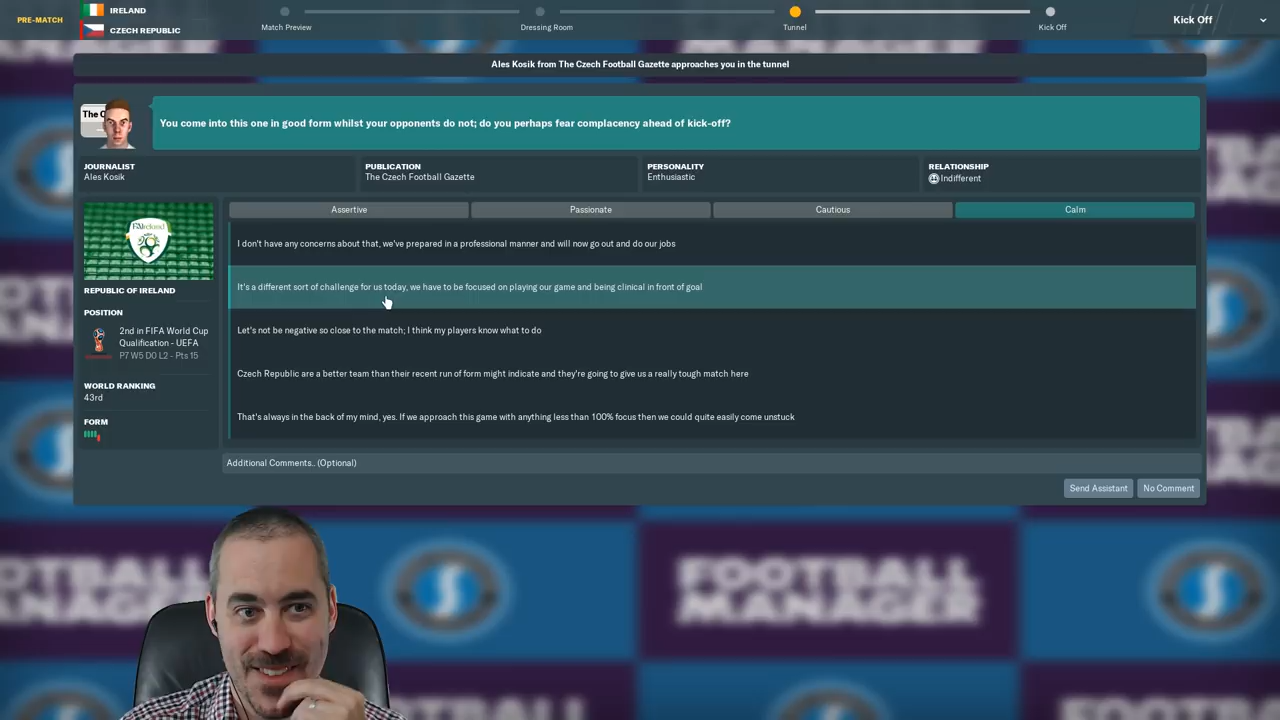 PRE-MATCH
IRELAND
CZECH REPUBLIC
Match Preview
Dressing Room
Tunnel
Kick Off
Kick Off
Ales Kosik from The Czech Football Gazette approaches you in the tunnel
The C
You come into this one in good form whilst your opponents do not; do you perhaps fear complacency ahead of kick-off?
JOURNALIST
Ales Kosik
PUBLICATION
The Czech Football Gazette
PERSONALITY
Enthusiastic
RELATIONSHIP
Indifferent
FAIreland
REPUBLIC OF IRELAND
POSITION
2nd in FIFA World Cup
Qualification - UEFA
P7 W5 D0 L2 - Pts 15
WORLD RANKING
43rd
FORM
Assertive
Passionate
Cautious
Calm
I don't have any concerns about that, we've prepared in a professional manner and will now go out and do our jobs
It's a different sort of challenge for us today, we have to be focused on playing our game and being clinical in front of goal
Let's not be negative so close to the match; I think my players know what to do
Czech Republic are a better team than their recent run of form might indicate and they're going to give us a really tough match here
That's always in the back of my mind, yes. If we approach this game with anything less than 100% focus then we could quite easily come unstuck
Additional Comments.. (Optional)
Send Assistant
No Comment
FOOTBALL
MANAGER